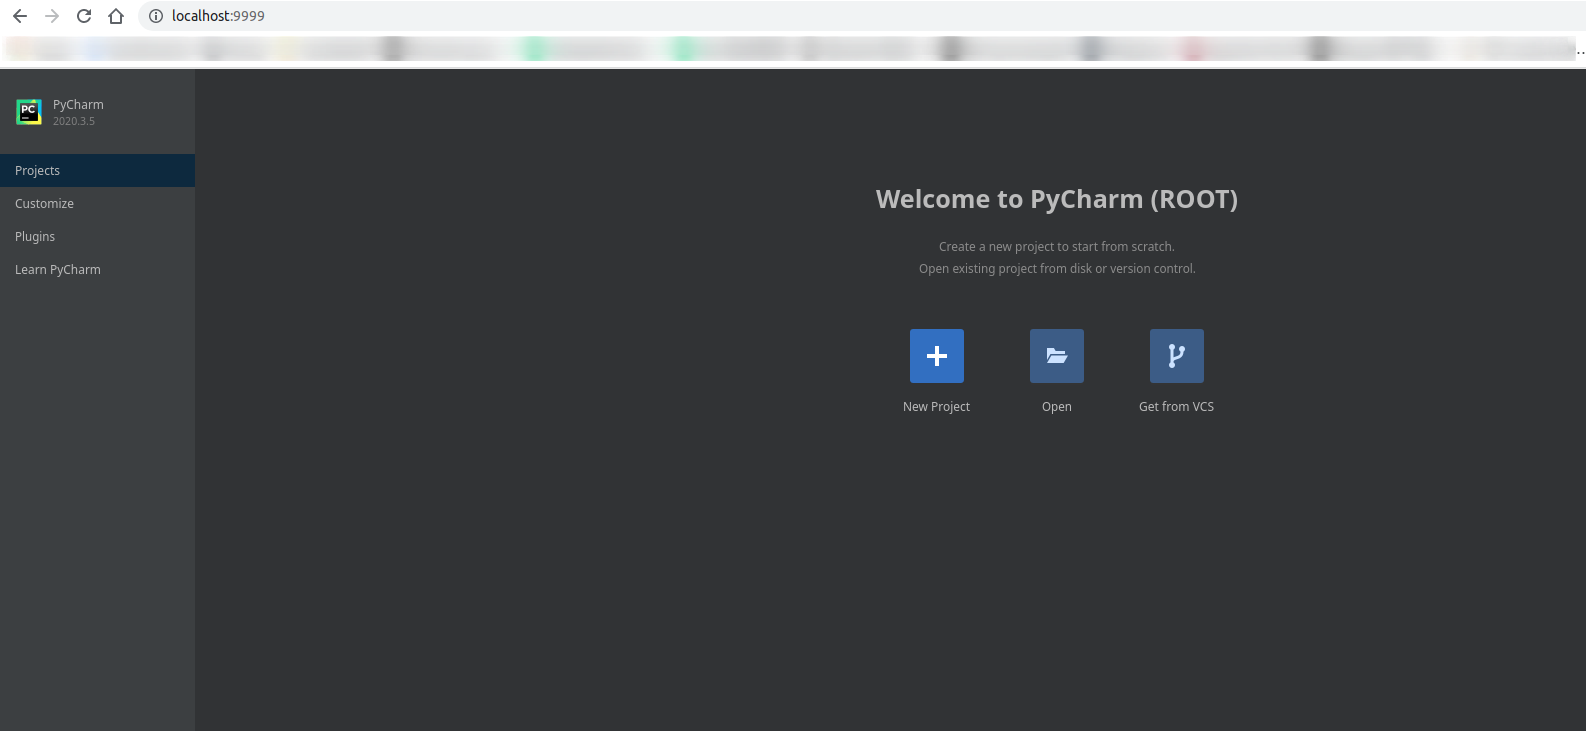 localhost:9999
PC
PyCharm
2020.3.5
Projects
Customize
Plugins
Learn PyCharm
Welcome to PyCharm (ROOT)
Create a new project to start from scratch.
Open existing project from disk or version control.
New Project
Open
Get from VCS